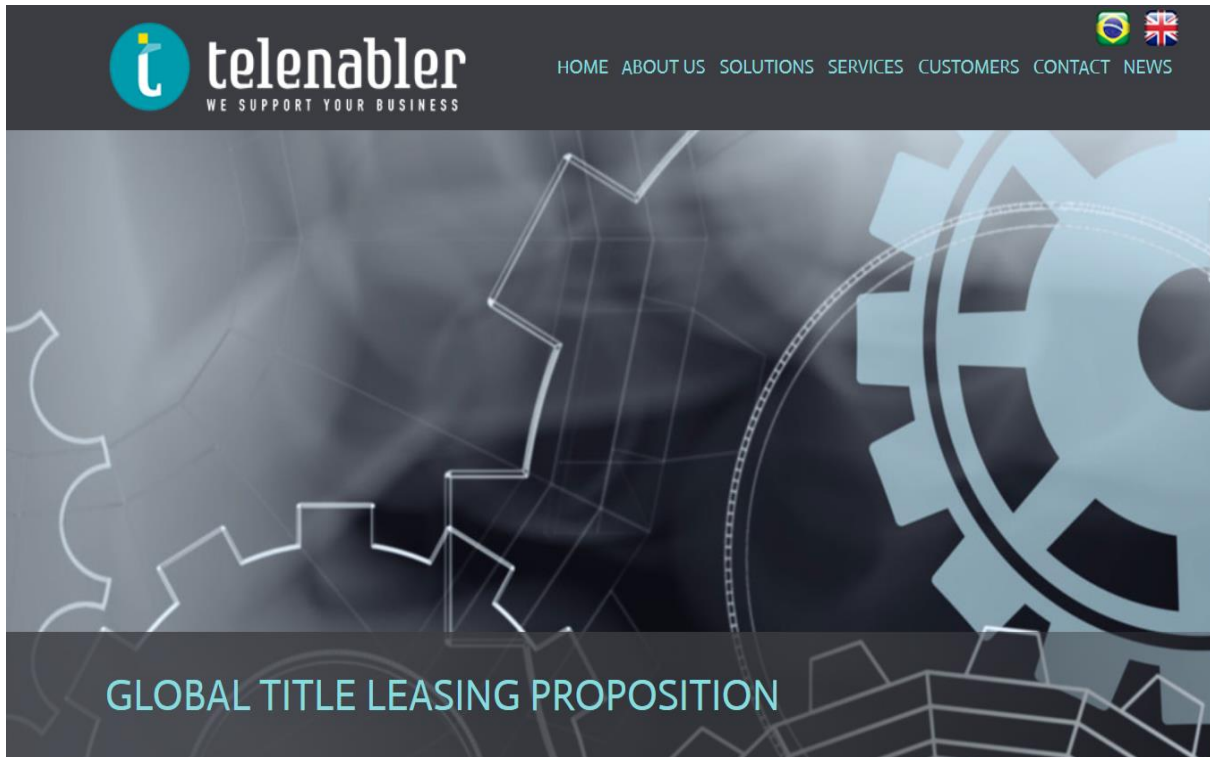 telenabler
WE SUPPORT YOUR BUSINESS
HOME ABOUT US SOLUTIONS SERVICES CUSTOMERS CONTACT NEWS
GLOBAL TITLE LEASING PROPOSITION